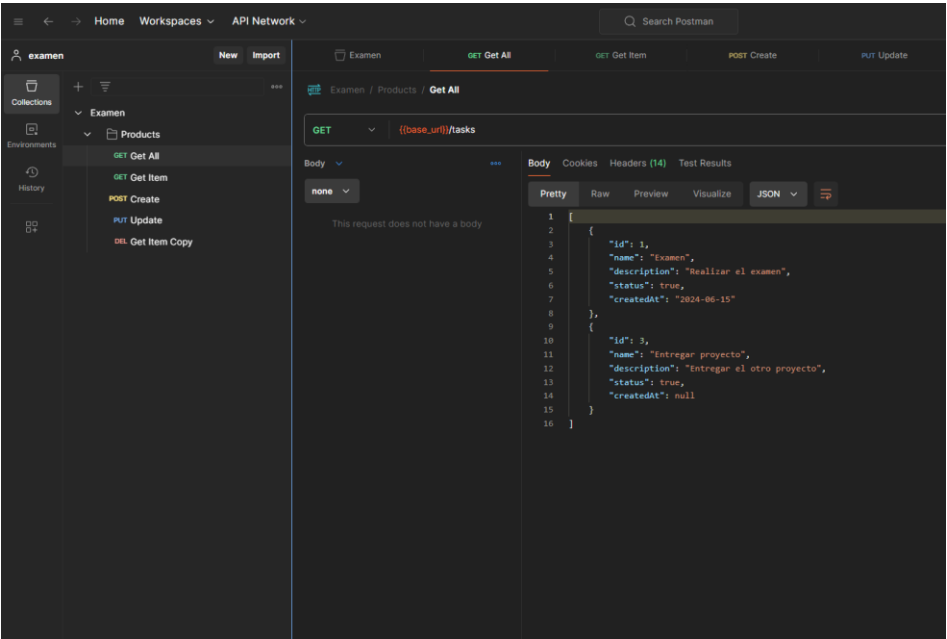 Home Workspaces API Network Search Postman
examen New Import
Examen GET Get All GET Get Item POST Create PUT Update
Collections
Environments
History
Examen
Products
GET Get All
GET Get Item
POST Create
PUT Update
DEL Get Item Copy
HTTP Examen / Products / Get All
GET {{base_url}}/tasks
Body
none
This request does not have a body
Body Cookies Headers (14) Test Results
Pretty Raw Preview Visualize JSON
1 [
2 {
3 "id": 1,
4 "name": "Examen",
5 "description": "Realizar el examen",
6 "status": true,
7 "createdAt": "2024-06-15"
8 },
9 {
10 "id": 3,
11 "name": "Entregar proyecto",
12 "description": "Entregar el otro proyecto",
13 "status": true,
14 "createdAt": null
15 }
16 ]